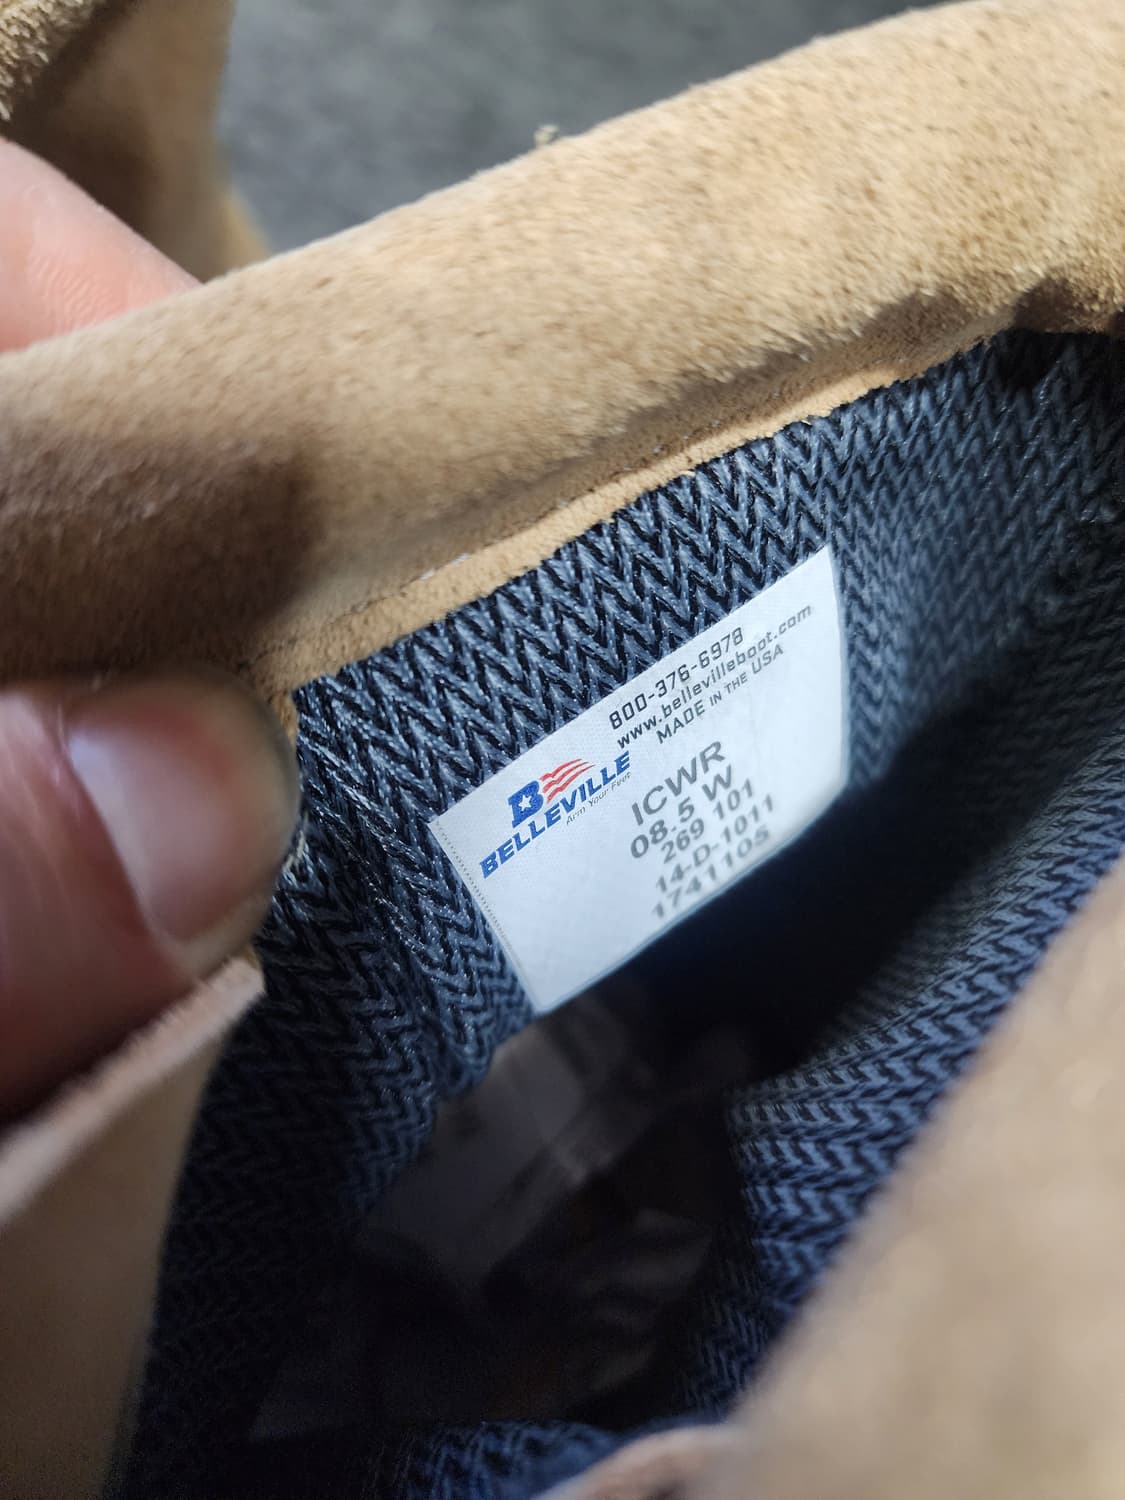 800-376-6978
www.bellevilleboot.com
MADE IN THE USA
B
BELLEVILLE
Arm Your Feet
ICWR
08.5 W
269 101
14-D-1011
1741105